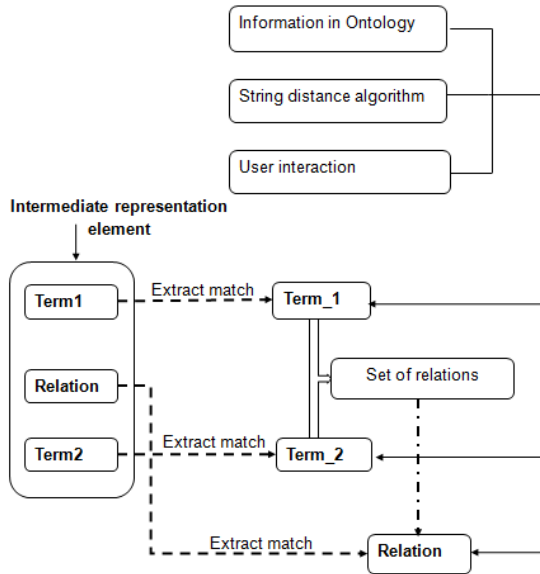 Information in Ontology
String distance algorithm
User interaction
Intermediate representation
element
Term1
Extract match
Term_1
Relation
Set of relations
Term2
Extract match
Term_2
Extract match
Relation